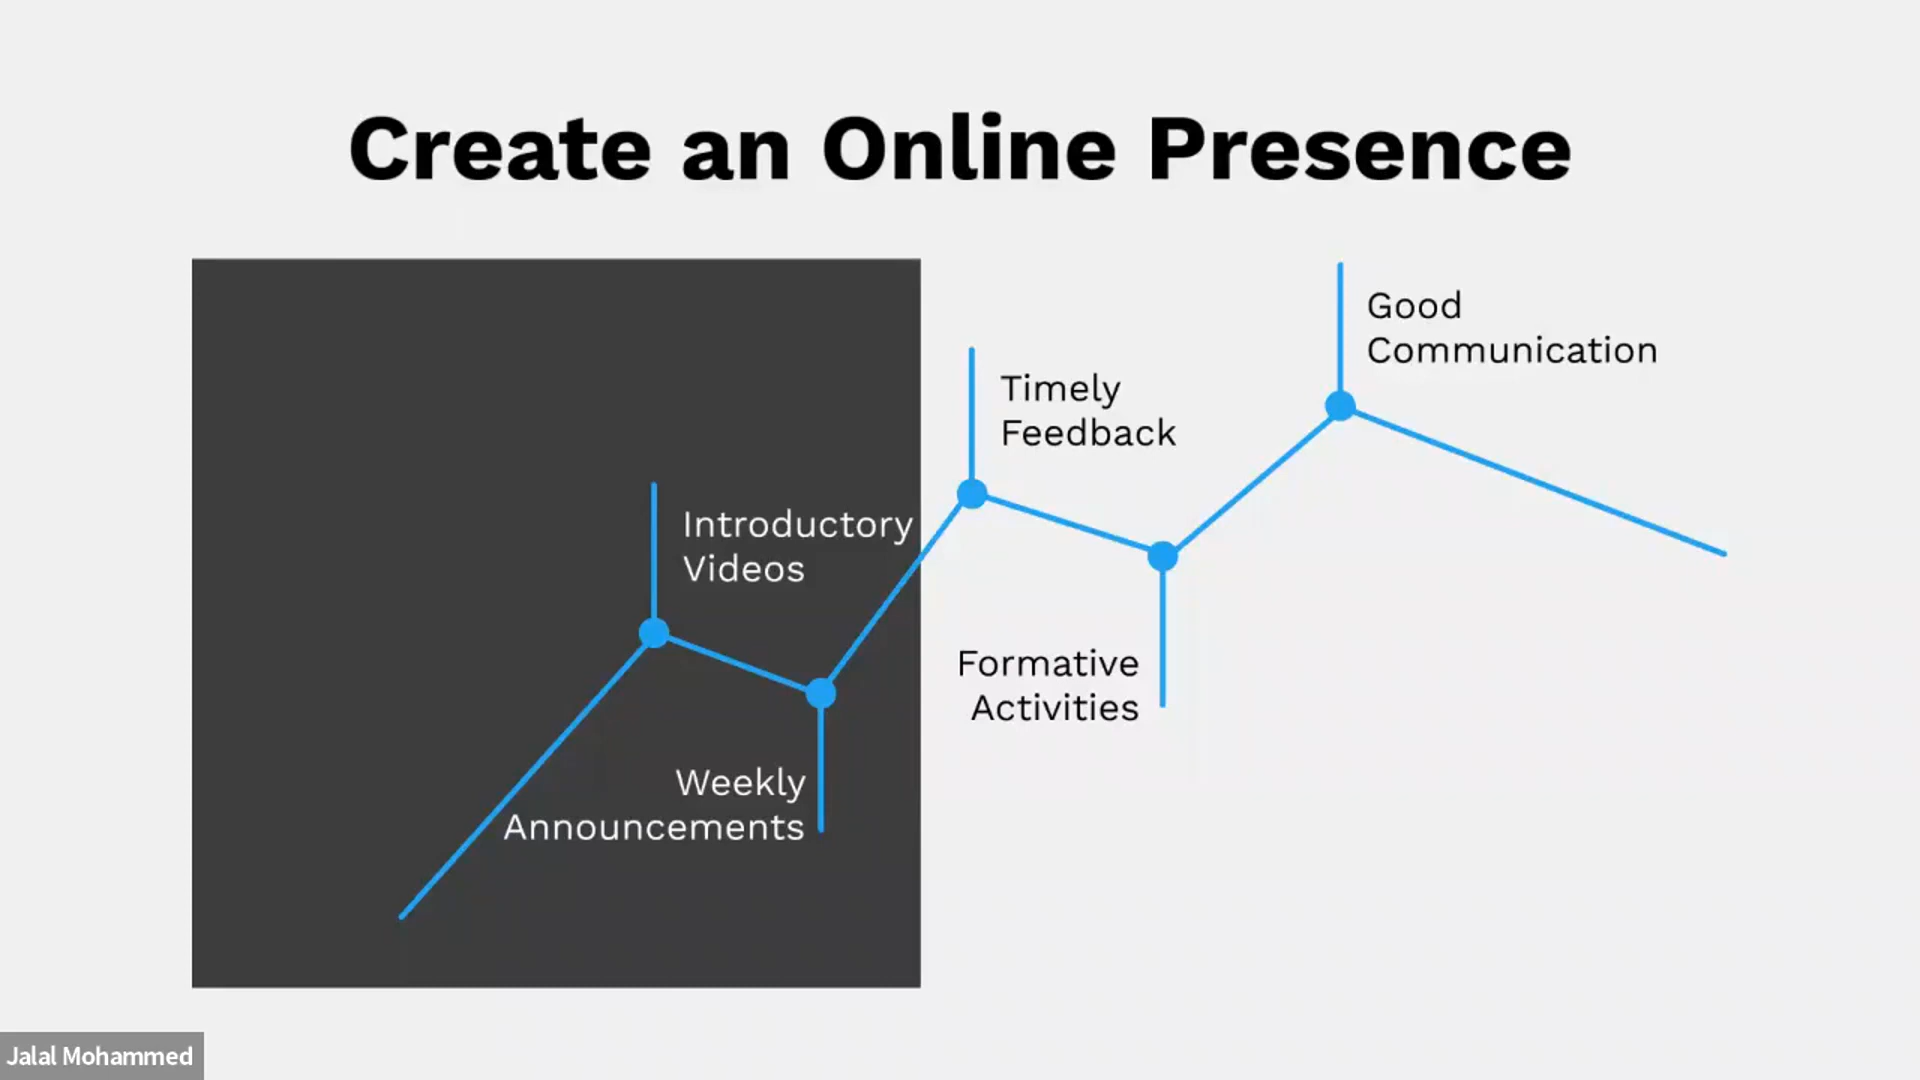 Create an Online Presence
Introductory
Videos
Weekly
Announcements
Timely
Feedback
Formative
Activities
Good
Communication
Jalal Mohammed